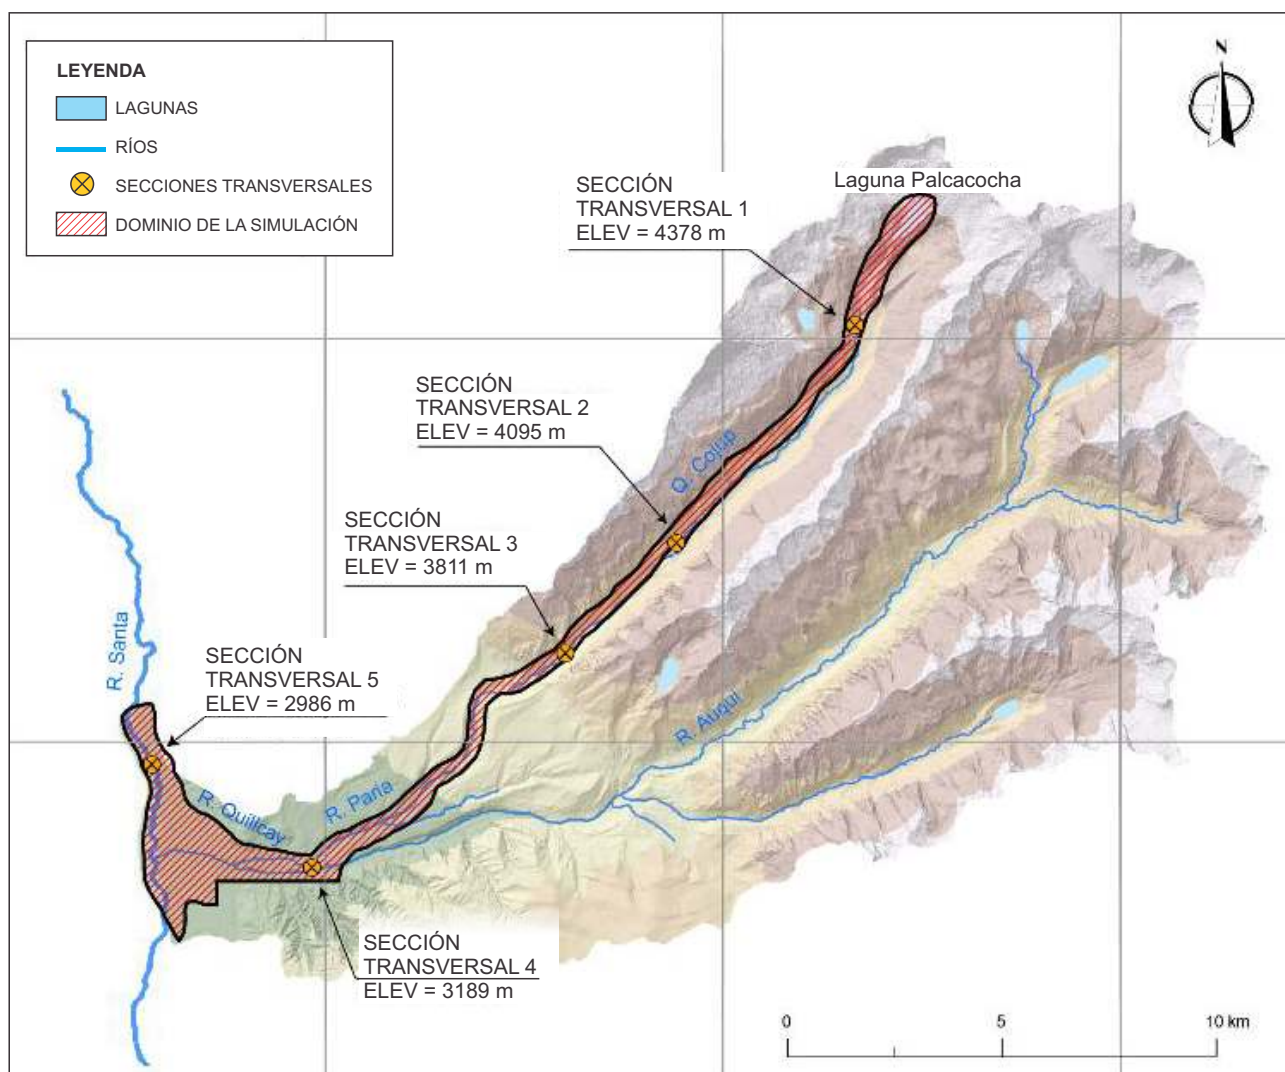 LEYENDA
LAGUNAS
RÍOS
SECCIONES TRANSVERSALES
DOMINIO DE LA SIMULACIÓN
N
Laguna Palcacocha
SECCIÓN
TRANSVERSAL 1
ELEV = 4378 m
SECCIÓN
TRANSVERSAL 2
ELEV = 4095 m
Q. Cojup
SECCIÓN
TRANSVERSAL 3
ELEV = 3811 m
R. Santa
SECCIÓN
TRANSVERSAL 5
ELEV = 2986 m
R. Auqui
R. Quillcay
R. Paria
SECCIÓN
TRANSVERSAL 4
ELEV = 3189 m
0 5 10 km